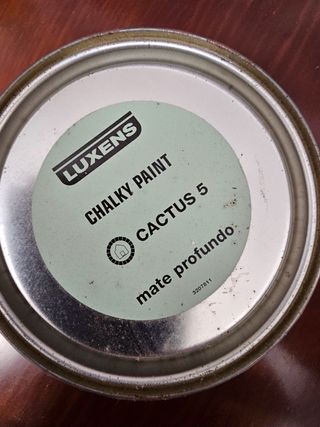 LUXENS
CHALKY PAINT
CACTUS 5
mate profundo